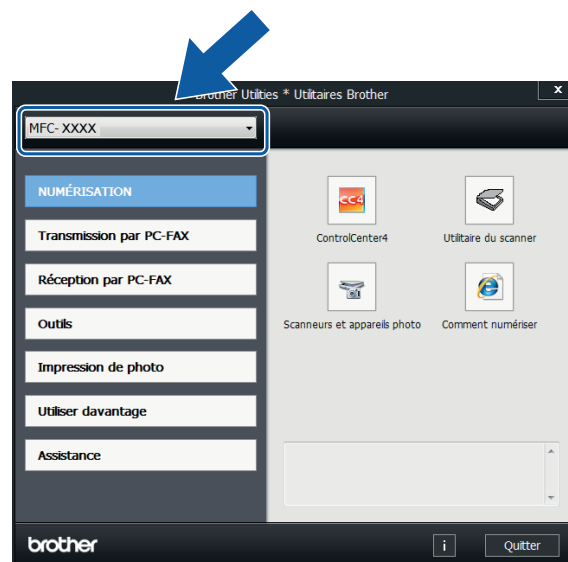 Brother Utilities * Utilitaires Brother
x
MFC- XXXX
NUMÉRISATION
Transmission par PC-FAX
Réception par PC-FAX
Outils
Impression de photo
Utiliser davantage
Assistance
CC4
ControlCenter4
Utilitaire du scanner
Scanneurs et appareils photo
Comment numériser
brother
i
Quitter